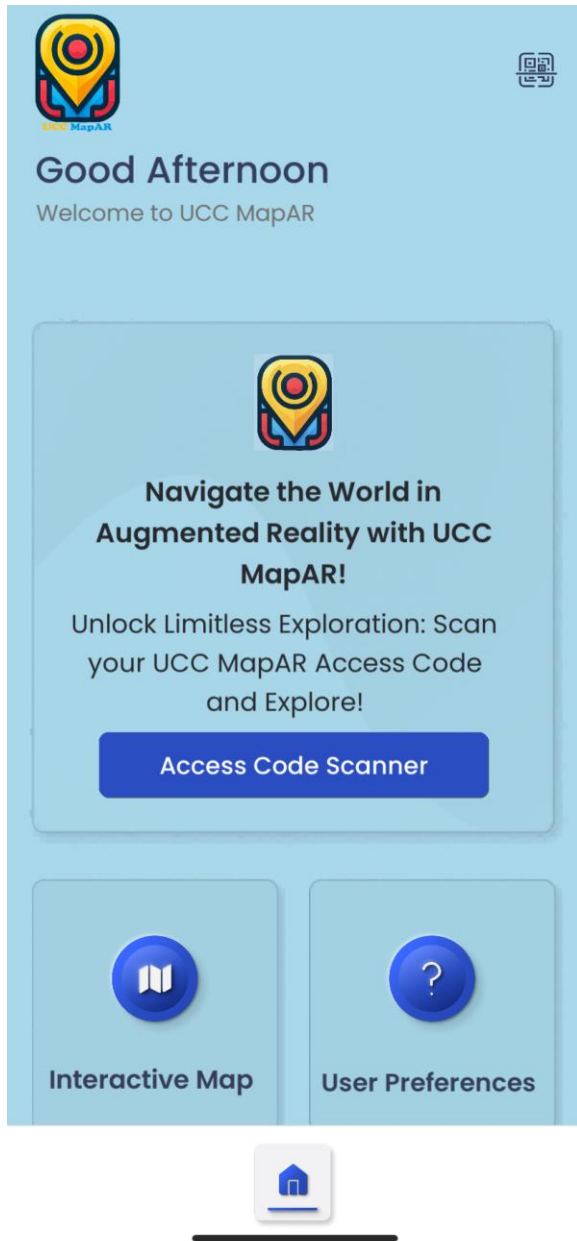 UCC MapAR
Good Afternoon
Welcome to UCC MapAR
Navigate the World in
Augmented Reality with UCC
MapAR!
Unlock Limitless Exploration: Scan
your UCC MapAR Access Code
and Explore!
Access Code Scanner
?
Interactive Map
User Preferences